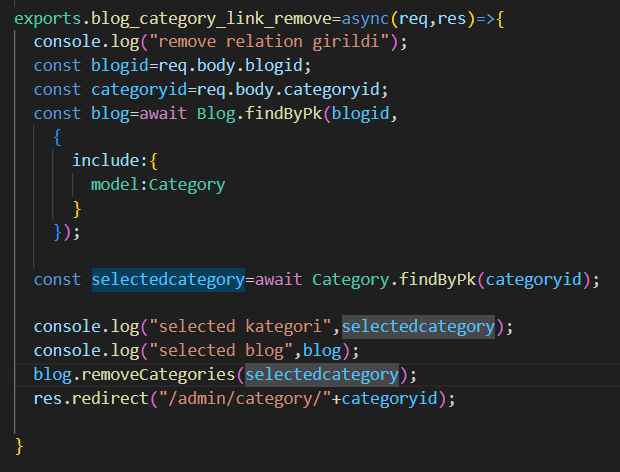 exports.blog_category_link_remove=async(req,res)=>{
console.log("remove relation girildi");
const blogid=req.body.blogid;
const categoryid=req.body.categoryid;
const blog=await Blog.findByPk(blogid,
{
include:{
model:Category
}
});
const selectedcategory=await Category.findByPk(categoryid);
console.log("selected kategori",selectedcategory);
console.log("selected blog",blog);
blog.removeCategories(selectedcategory);
res.redirect("/admin/category/"+categoryid);
}